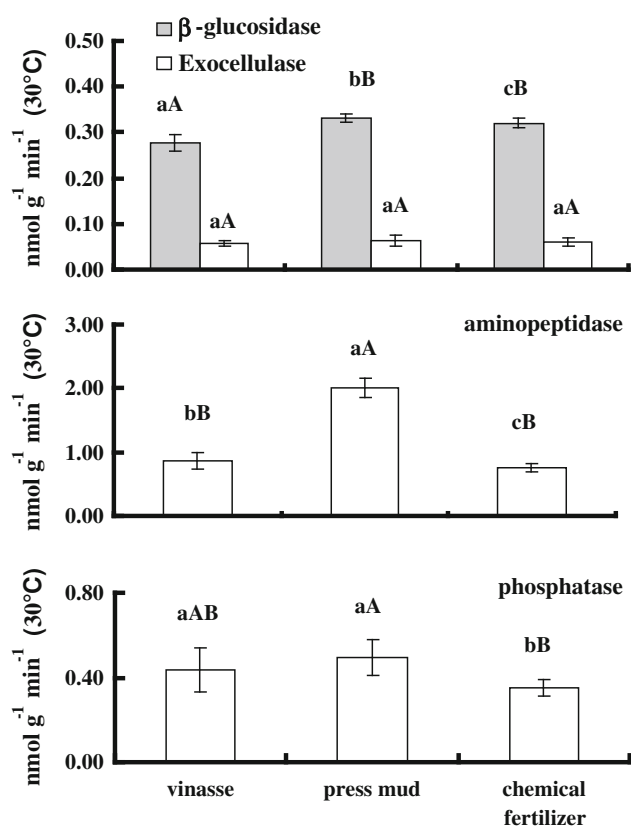 β-glucosidase
Exocellulase
nmol g⁻¹ min⁻¹ (30°C)
0.50
0.40
0.30
0.20
0.10
0.00
aA
aA
bB
aA
cB
aA
aminopeptidase
nmol g⁻¹ min⁻¹ (30°C)
3.00
2.00
1.00
0.00
bB
aA
cB
phosphatase
nmol g⁻¹ min⁻¹ (30°C)
0.80
0.40
0.00
aAB
aA
bB
vinasse
press mud
chemical
fertilizer